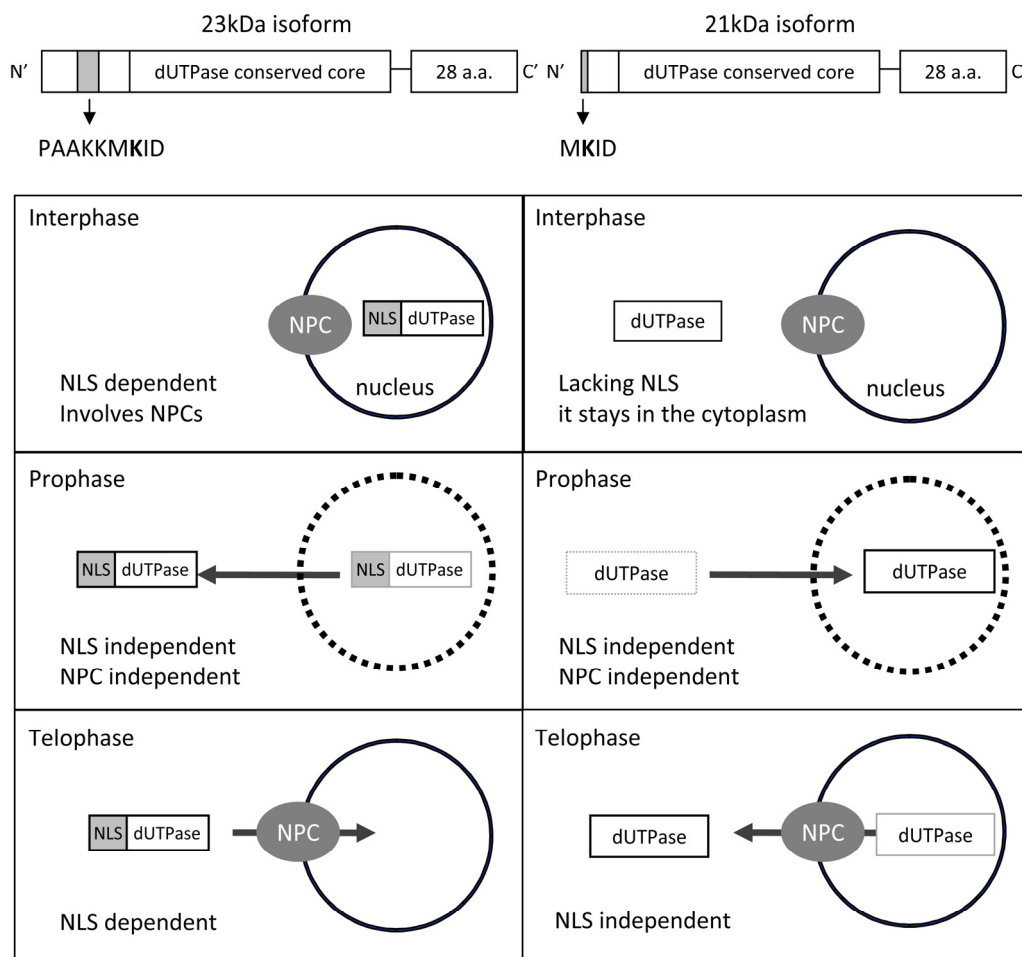 23kDa isoform
N' dUTPase conserved core 28 a.a. C'
PAAKKMKID
21kDa isoform
N' dUTPase conserved core 28 a.a. C
MKID
Interphase
NPC NLS dUTPase
nucleus
NLS dependent
Involves NPCs
Interphase
dUTPase NPC
nucleus
Lacking NLS
it stays in the cytoplasm
Prophase
NLS dUTPase NLS dUTPase
NLS independent
NPC independent
Prophase
dUTPase dUTPase
NLS independent
NPC independent
Telophase
NLS dUTPase NPC
NLS dependent
Telophase
dUTPase NPC dUTPase
NLS independent